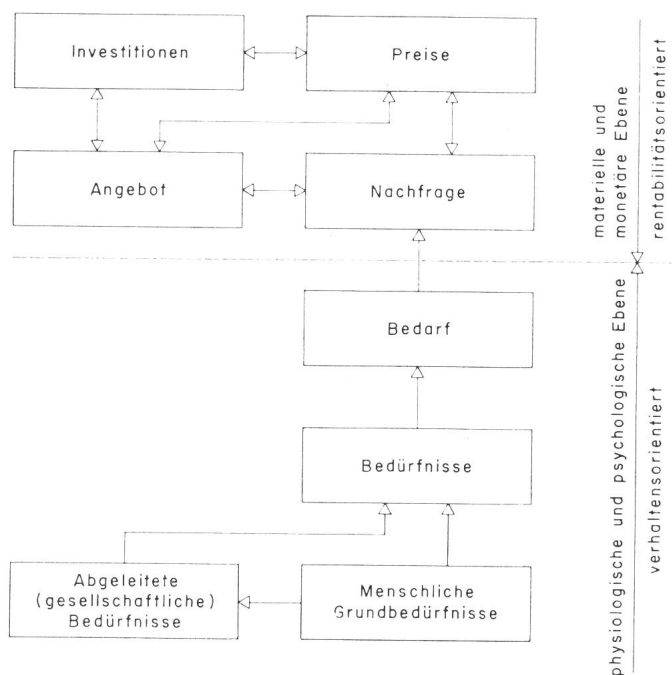 Investitionen
Preise
Angebot
Nachfrage
Bedarf
Bedürfnisse
Abgeleitete
(gesellschaftliche)
Bedürfnisse
Menschliche
Grundbedürfnisse
materielle und
monetäre Ebene
rentabilitätsorientiert
physiologische und psychologische Ebene
verhaltensorientiert